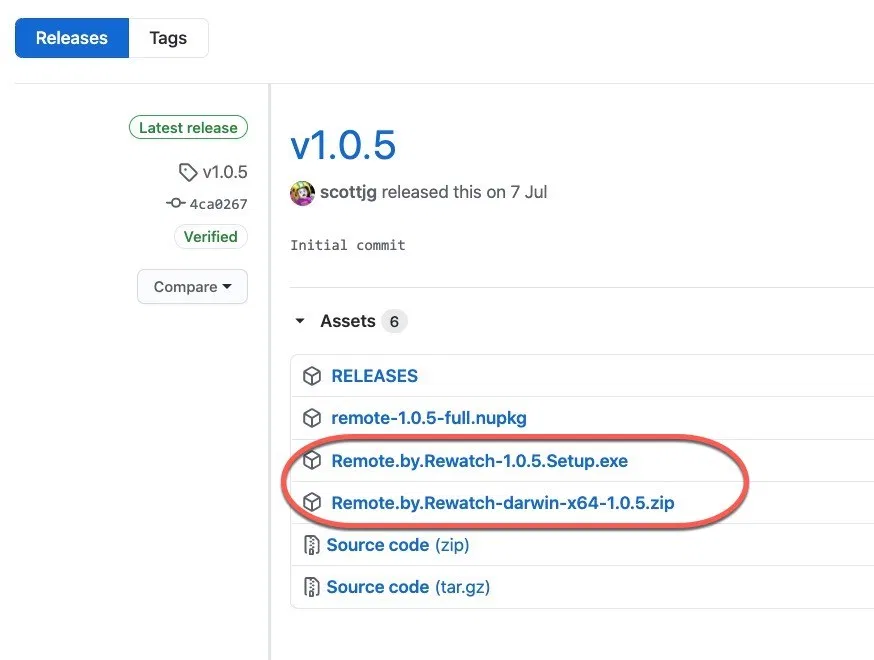 Releases Tags
Latest release
v1.0.5
4ca0267
Verified
Compare
v1.0.5
scottjg released this on 7 Jul
Initial commit
Assets 6
RELEASES
remote-1.0.5-full.nupkg
Remote.by.Rewatch-1.0.5.Setup.exe
Remote.by.Rewatch-darwin-x64-1.0.5.zip
Source code (zip)
Source code (tar.gz)